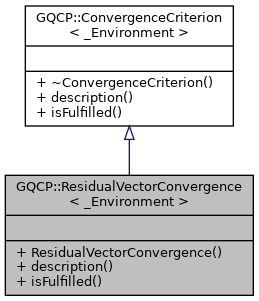 GQCP::ConvergenceCriterion
< _Environment >
+ ~ConvergenceCriterion()
+ description()
+ isFulfilled()
GQCP::ResidualVectorConvergence
< _Environment >
+ ResidualVectorConvergence()
+ description()
+ isFulfilled()